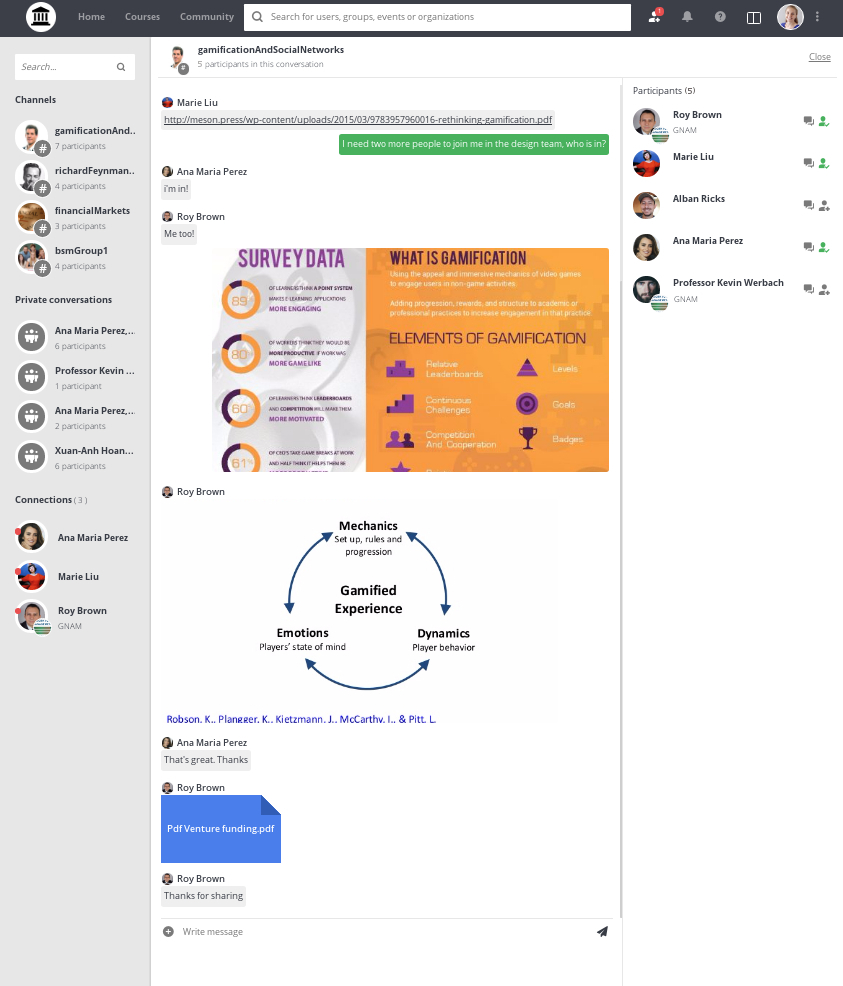 Home
Courses
Community
Search for users, groups, events or organizations
Search...
Channels
gamificationAnd..
7 participants
richardFeynman..
4 participants
financialMarkets
3 participants
bsmGroup1
4 participants
Private conversations
Ana Maria Perez,...
6 participants
Professor Kevin ...
1 participant
Ana Maria Perez,...
2 participants
Xuan-Anh Hoan...
6 participants
Connections ( 3 )
Ana Maria Perez
Marie Liu
Roy Brown
GNAM
gamificationAndSocialNetworks
5 participants in this conversation
Close
Marie Liu
http://meson.press/wp-content/uploads/2015/03/9783957960016-rethinking-gamification.pdf
I need two more people to join me in the design team, who is in?
Ana Maria Perez
i'm in!
Roy Brown
Me too!
SURVEY DATA
89%
OF LEARNERS THINK A POINT SYSTEM
MAKES E-LEARNING APPLICATIONS
MORE ENGAGING
80%
OF WORKERS THINK THEY WOULD BE
MORE PRODUCTIVE IF WORK WAS
MORE GAME LIKE
60%
OF LEARNERS THINK LEADERBOARDS
AND COMPETITION WILL MAKE THEM
MORE MOTIVATED
61%
OF CEO'S TAKE GAME BREAKS AT WORK
AND HALF THINK IT HELPS THEM BE
WHAT IS GAMIFICATION
Using the appeal and immersive mechanics of video games
to engage users in non-game activities.
Adding progression, rewards, and structure to academic or
professional practices to increase engagement in that practice
ELEMENTS OF GAMIFICATION
Relative
Leaderboards
Levels
Continuous
Challenges
Goals
Competition
And Cooperation
Badges
Roy Brown
Mechanics
Set up, rules and
progression
Gamified
Experience
Emotions
Players' state of mind
Dynamics
Player behavior
Robson, K., Plangger, K., Kietzmann, J., McCarthy, I., & Pitt, L.
Ana Maria Perez
That's great. Thanks
Roy Brown
Pdf Venture funding.pdf
Roy Brown
Thanks for sharing
Write message
Participants (5)
Roy Brown
GNAM
Marie Liu
Alban Ricks
Ana Maria Perez
Professor Kevin Werbach
GNAM